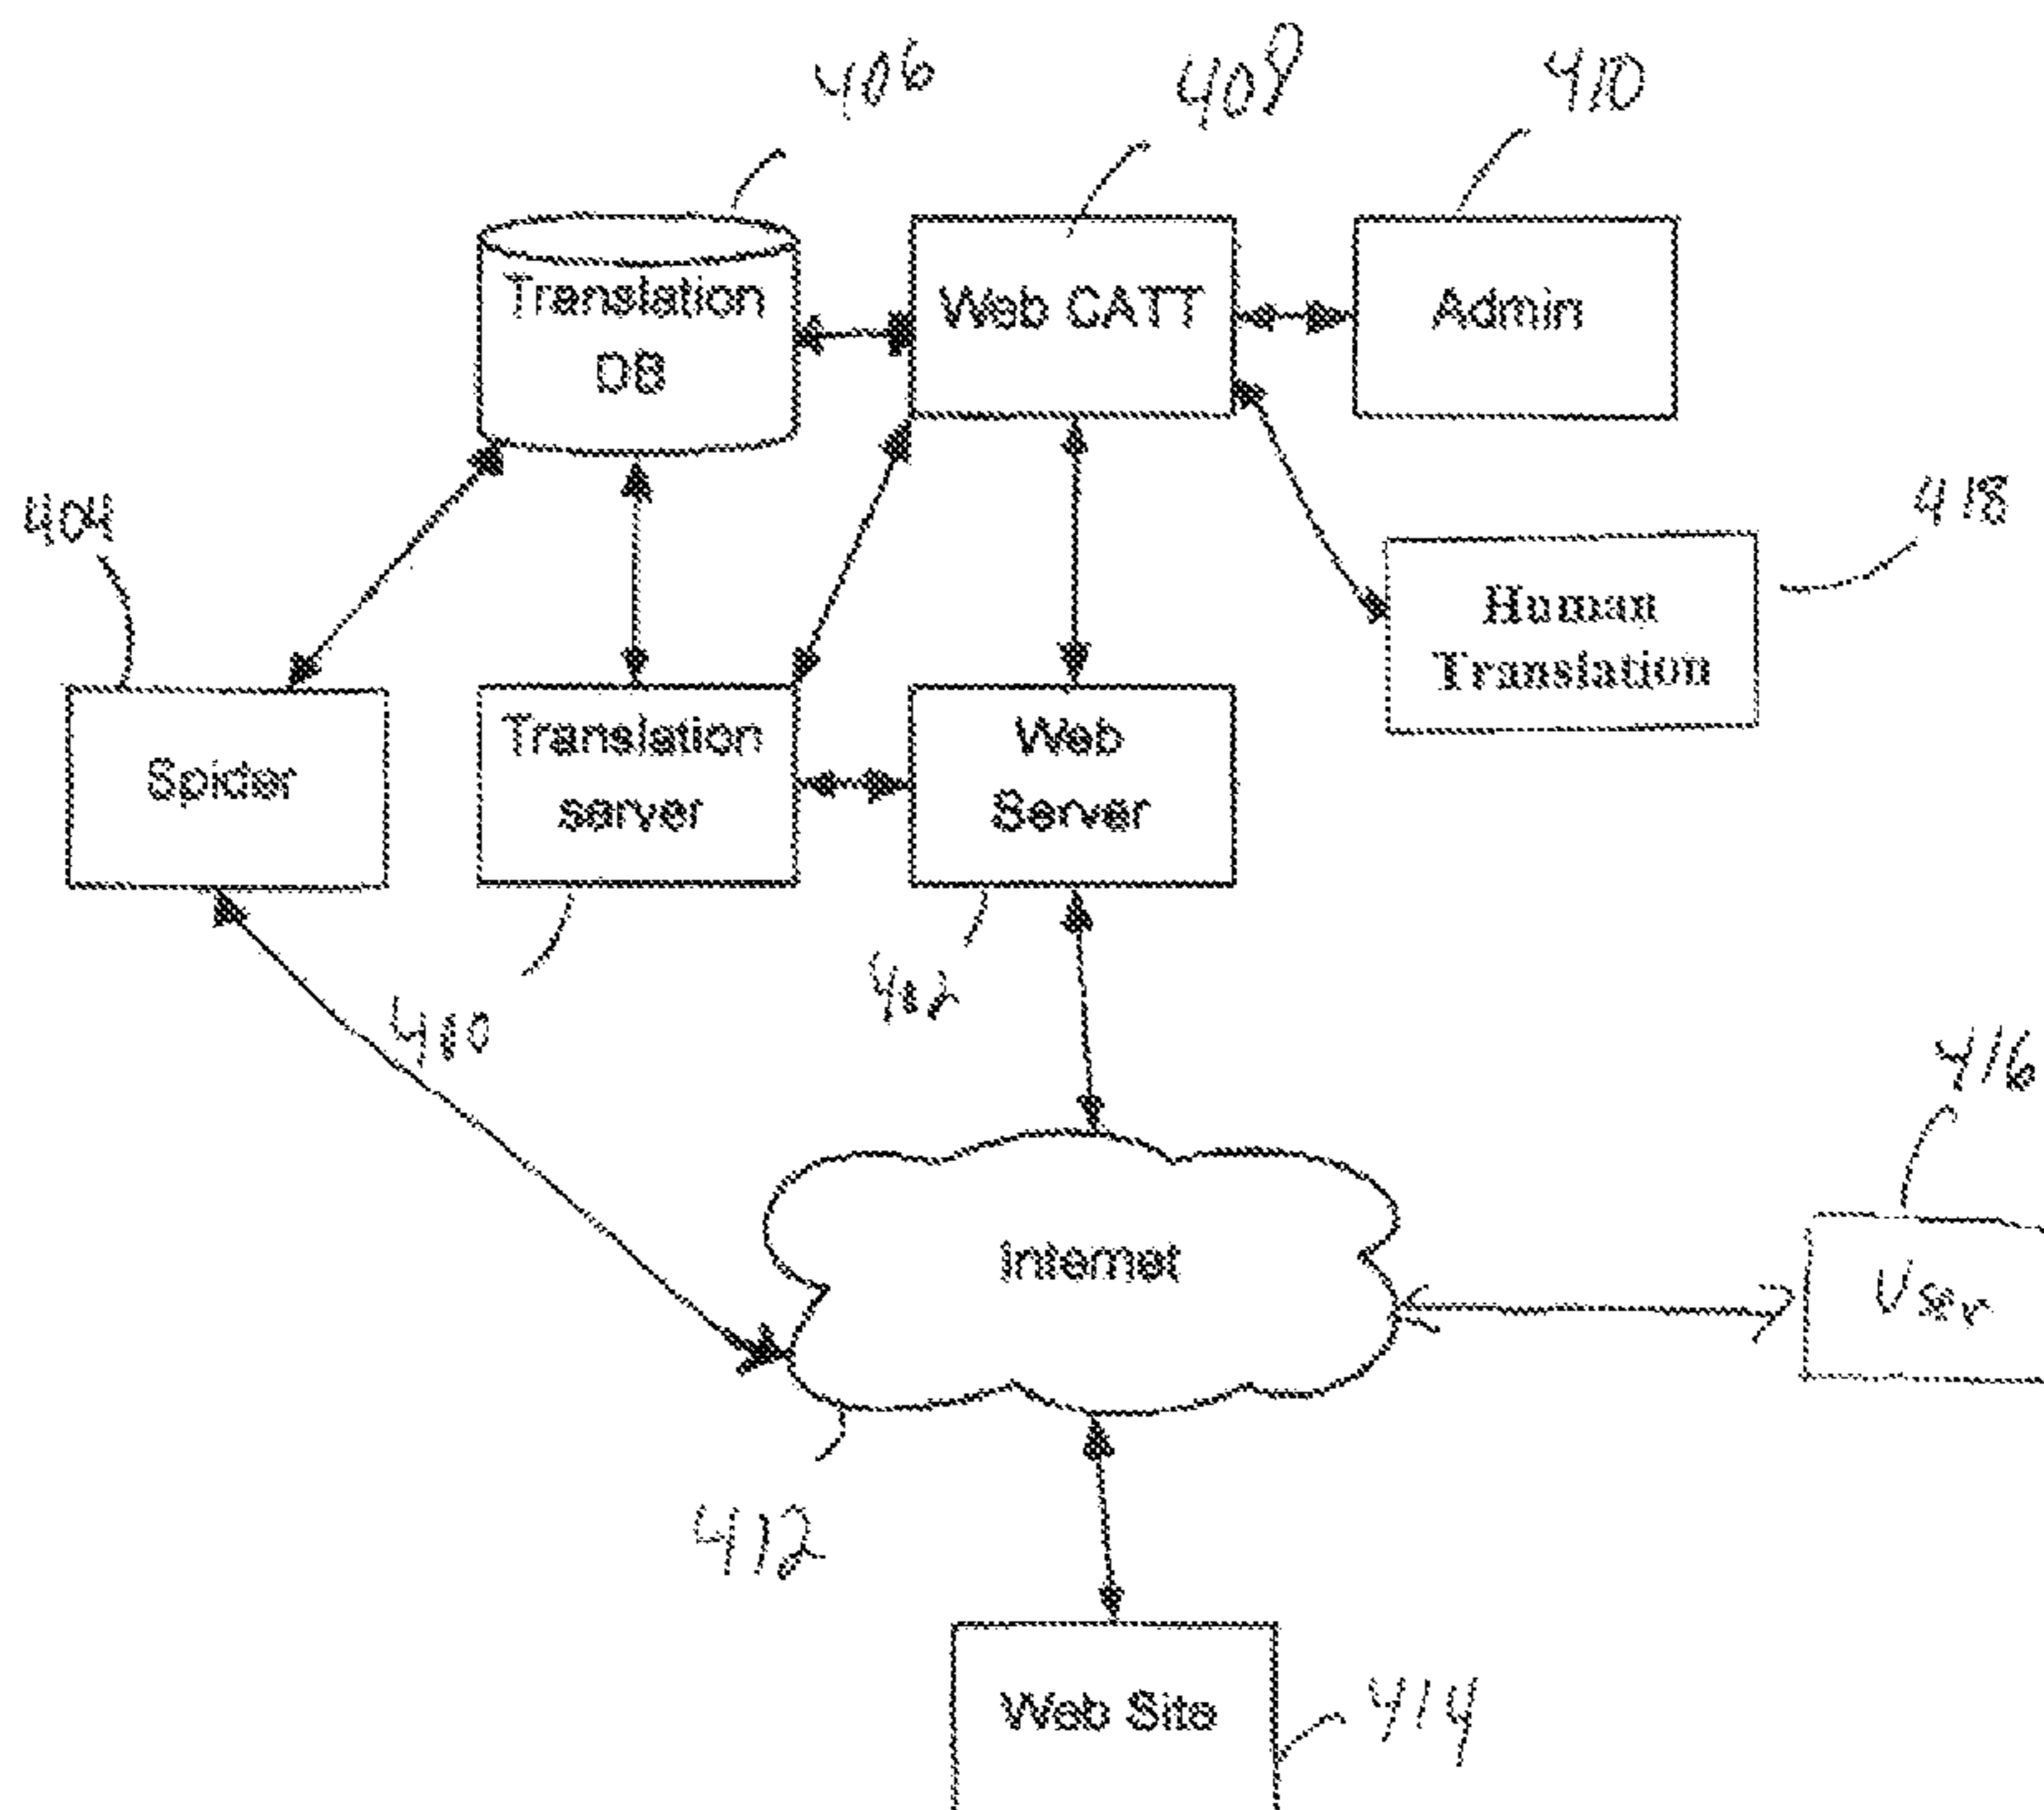 406
408
410
Translation
DB
Web CATT
Admin
404
418
Human
Translation
Spider
Translation
server
Web
Server
410
416
Internet
User
412
Web Site
414